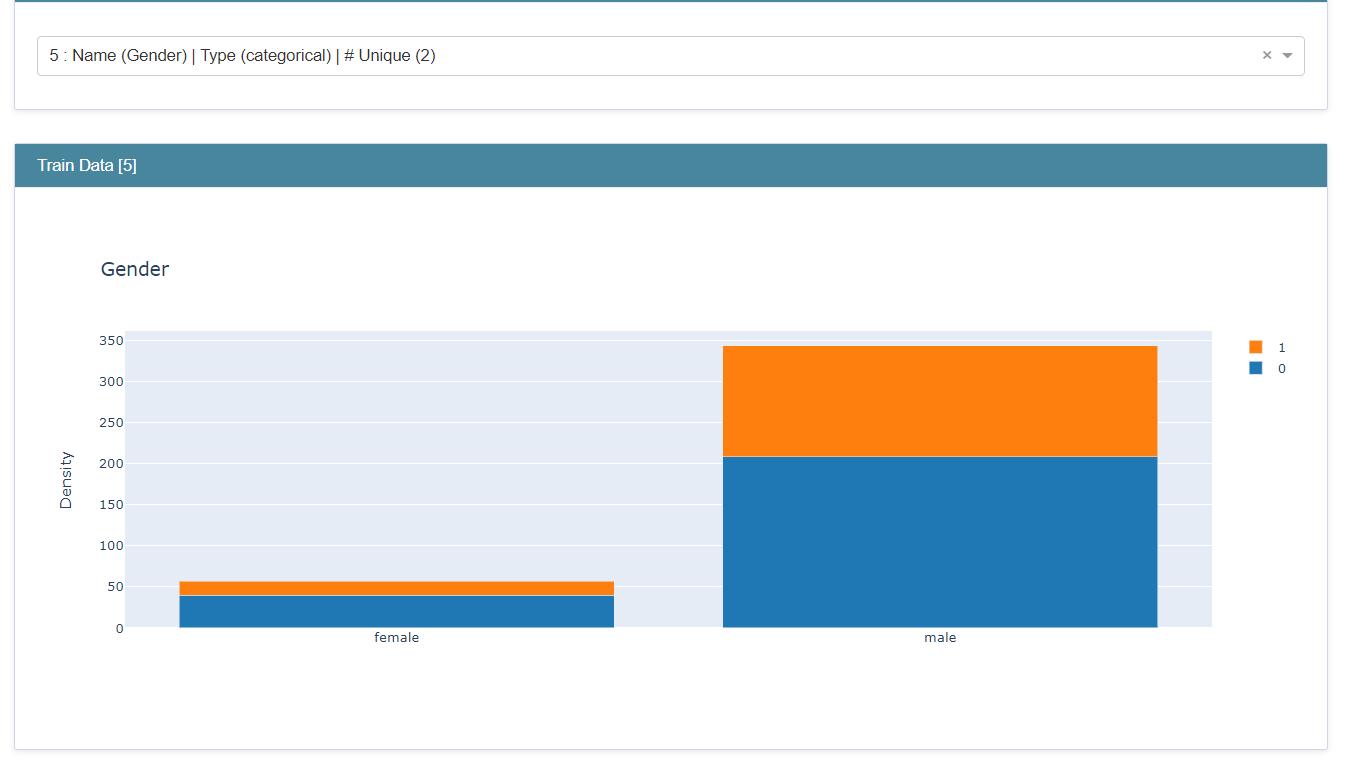 5 : Name (Gender) | Type (categorical) | # Unique (2)
×
Train Data [5]
Gender
350
300
250
200
150
100
50
0
Density
female
male
1
0